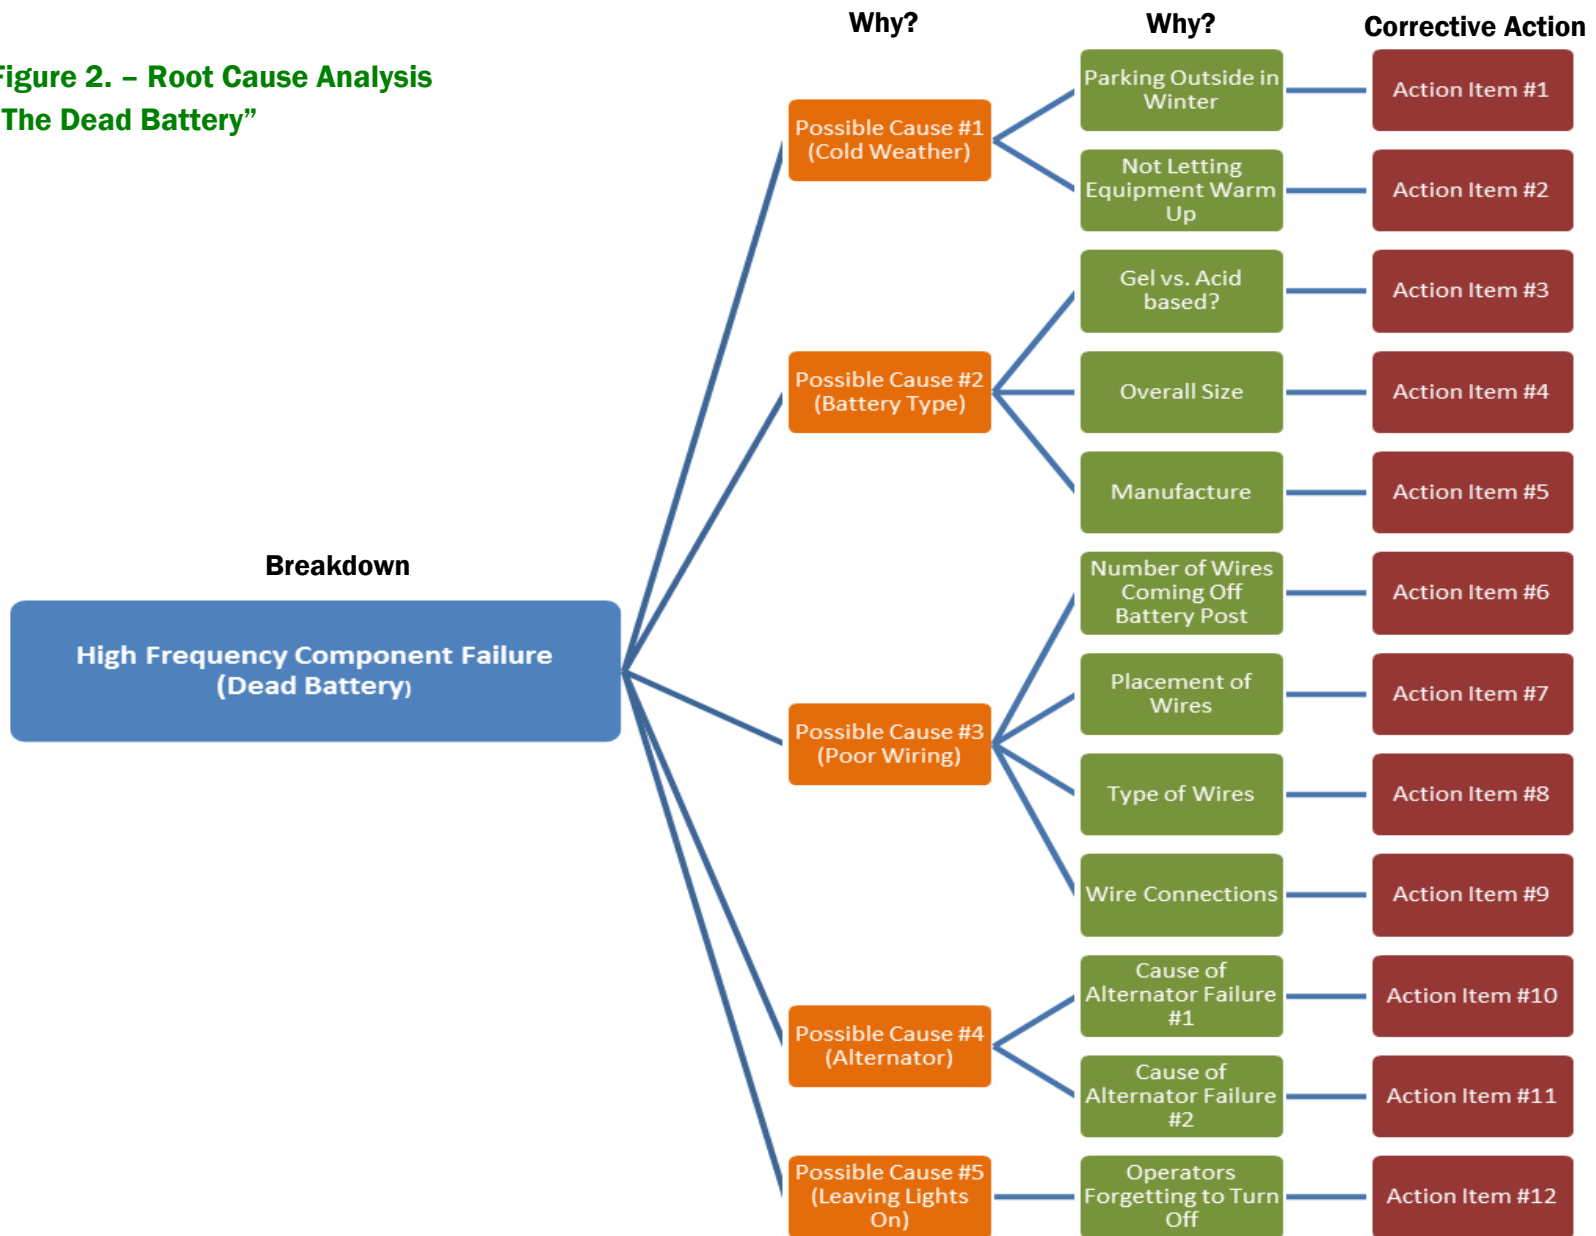 Why?
Why?
Corrective Action
Figure 2. – Root Cause Analysis
The Dead Battery”
Parking Outside in
Winter
Action Item #1
Possible Cause #1
(Cold Weather)
Not Letting
Equipment Warm
Up
Action Item #2
Gel vs. Acid
based?
Action Item #3
Possible Cause #2
(Battery Type)
Overall Size
Action Item #4
Manufacture
Action Item #5
Breakdown
High Frequency Component Failure
(Dead Battery)
Number of Wires
Coming Off
Battery Post
Action Item #6
Placement of
Wires
Action Item #7
Possible Cause #3
(Poor Wiring)
Type of Wires
Action Item #8
Wire Connections
Action Item #9
Cause of
Alternator Failure
#1
Action Item #10
Possible Cause #4
(Alternator)
Cause of
Alternator Failure
#2
Action Item #11
Possible Cause #5
(Leaving Lights
On)
Operators
Forgetting to Turn
Off
Action Item #12